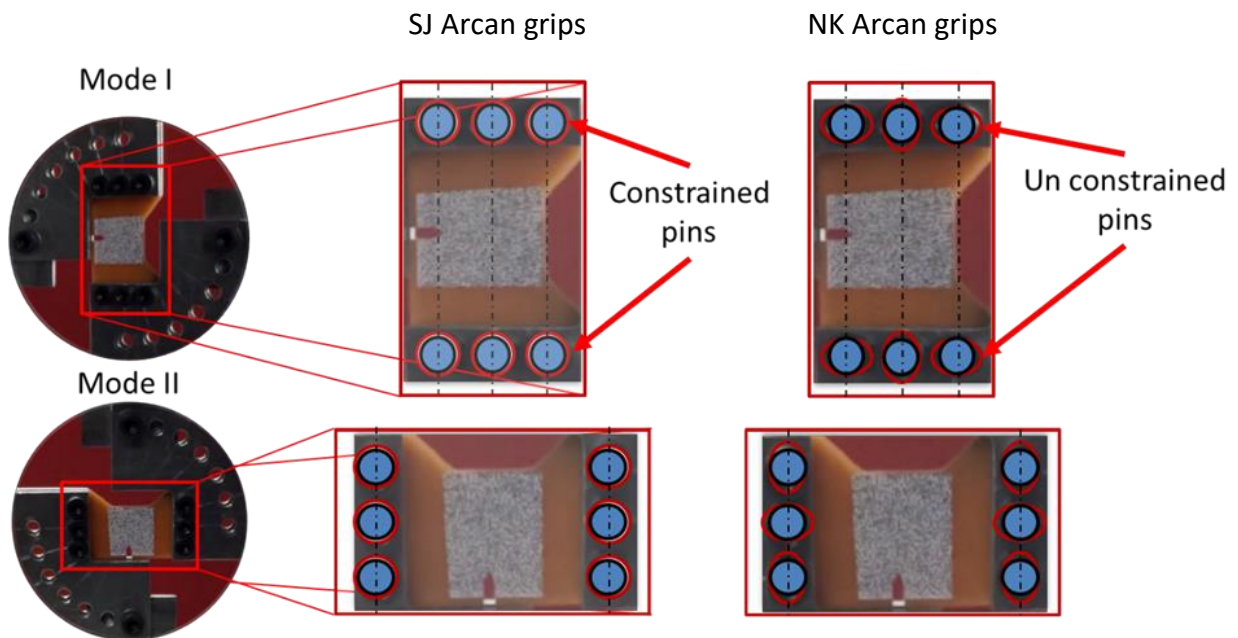 SJ Arcan grips
NK Arcan grips
Mode I
Constrained
pins
Un constrained
pins
Mode II